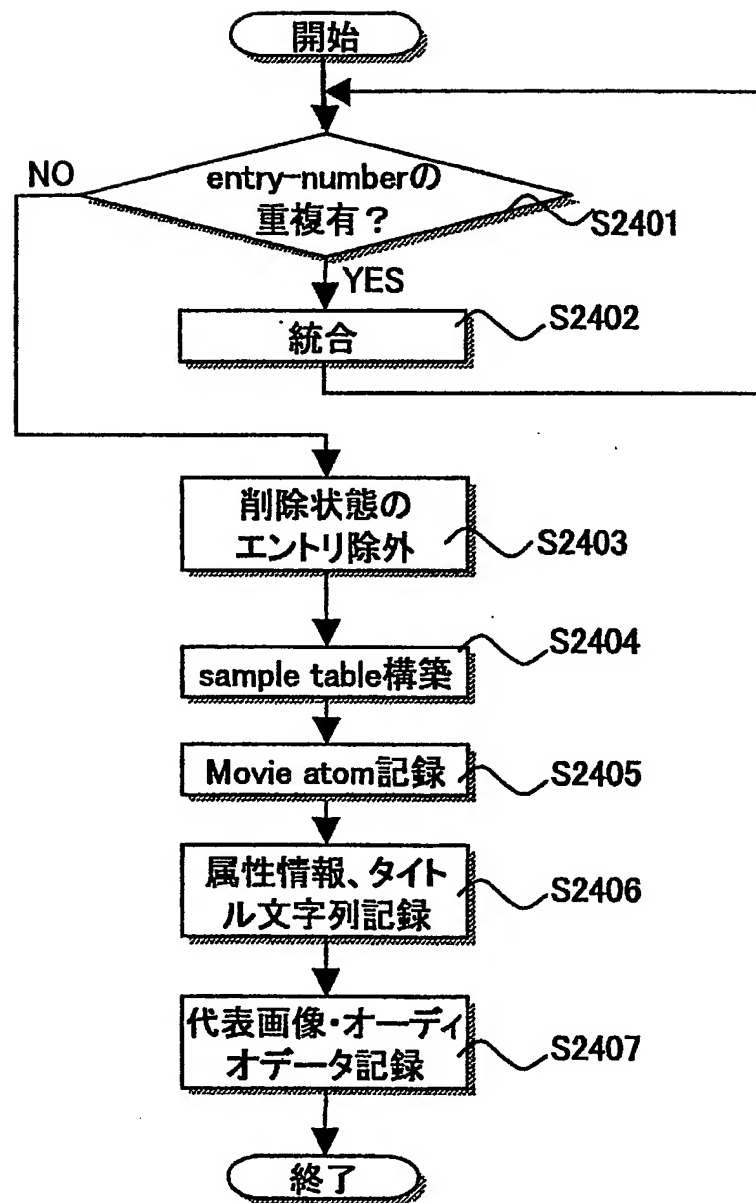 開始
NO
entry-numberの
重複有？
S2401
YES
統合
S2402
削除状態の
エントリ除外
S2403
S2404
sample table構築
Movie atom記録
S2405
属性情報、タイト
ル文字列記録
S2406
代表画像・オーディ
オデータ記録
S2407
終了